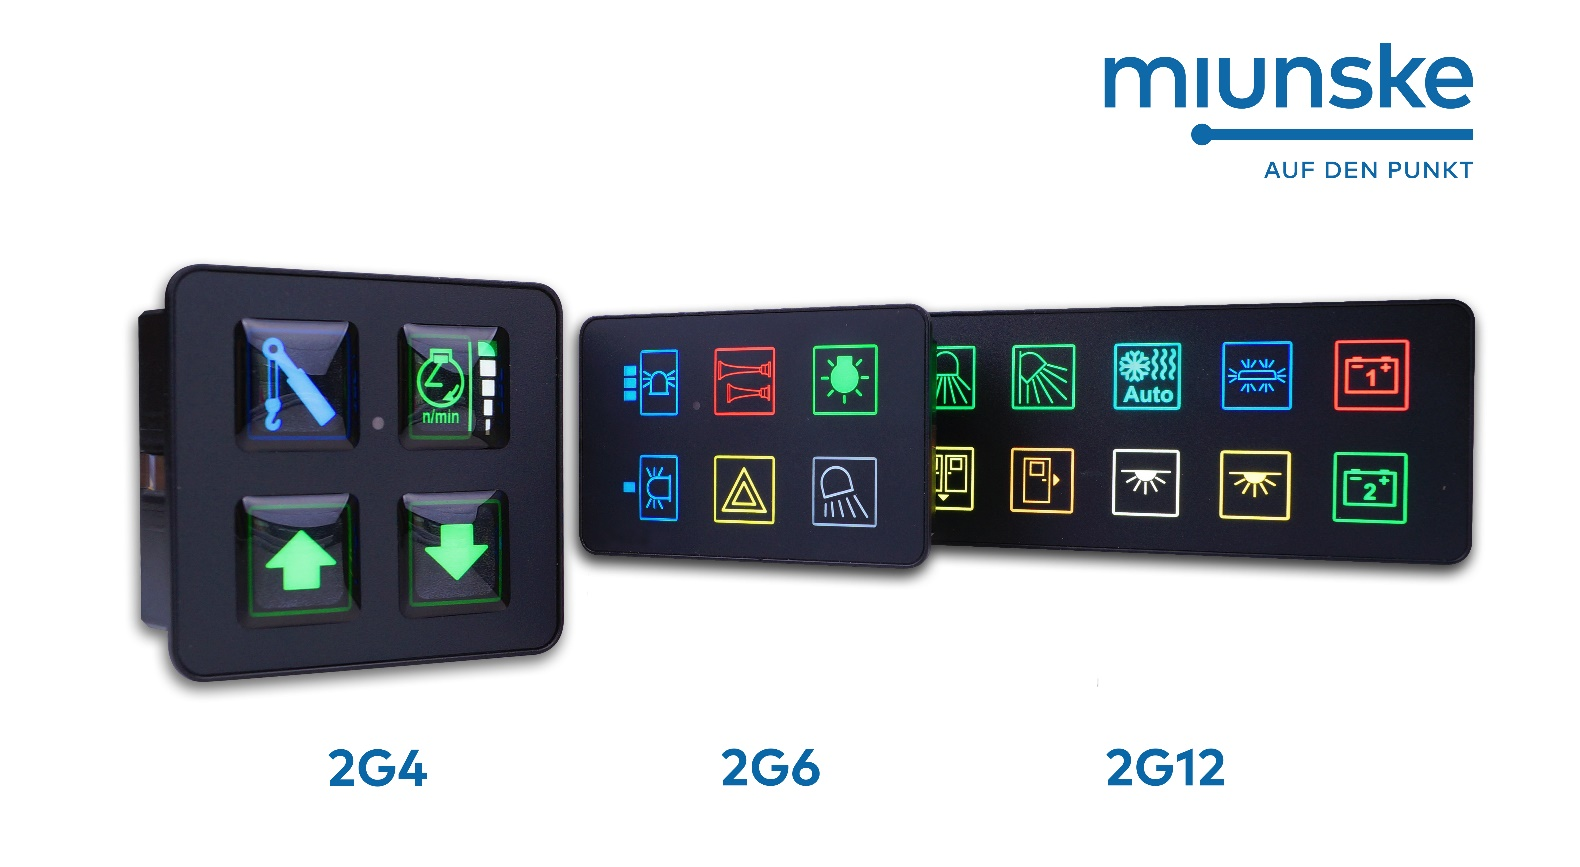 miunske
AUF DEN PUNKT
n/min
Auto
1
2
2G4
2G6
2G12